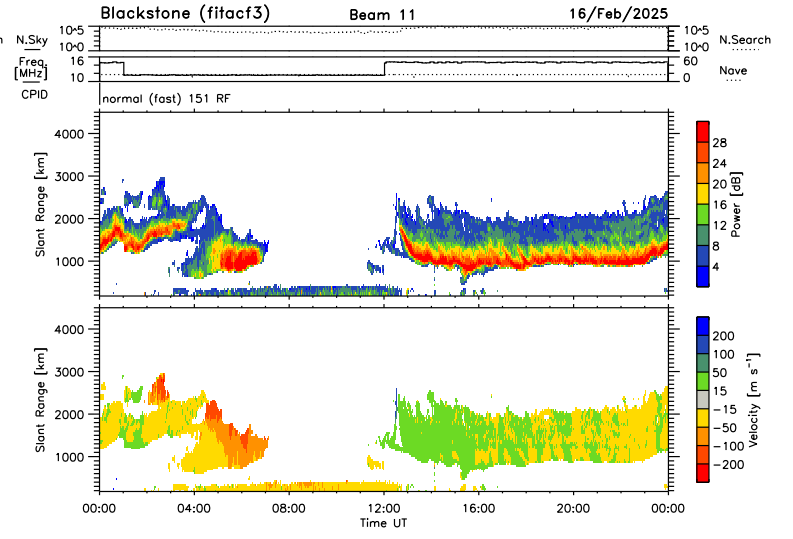 Blackstone (fitacf3) Beam 11 16/Feb/2025
10^5 10^5
n N.Sky N.Search
10^0 10^0
Freq. 16 60
[MHz] Nave
10 0
CPID
normal (fast) 151 RF
4000
3000
2000
1000
Slant Range [km]
28
24
20
16
12
8
4
Power [dB]
4000
3000
2000
1000
Slant Range [km]
200
100
50
15
-15
-50
-100
-200
Velocity [m s⁻¹]
00:00 04:00 08:00 12:00 16:00 20:00 00:00
Time UT